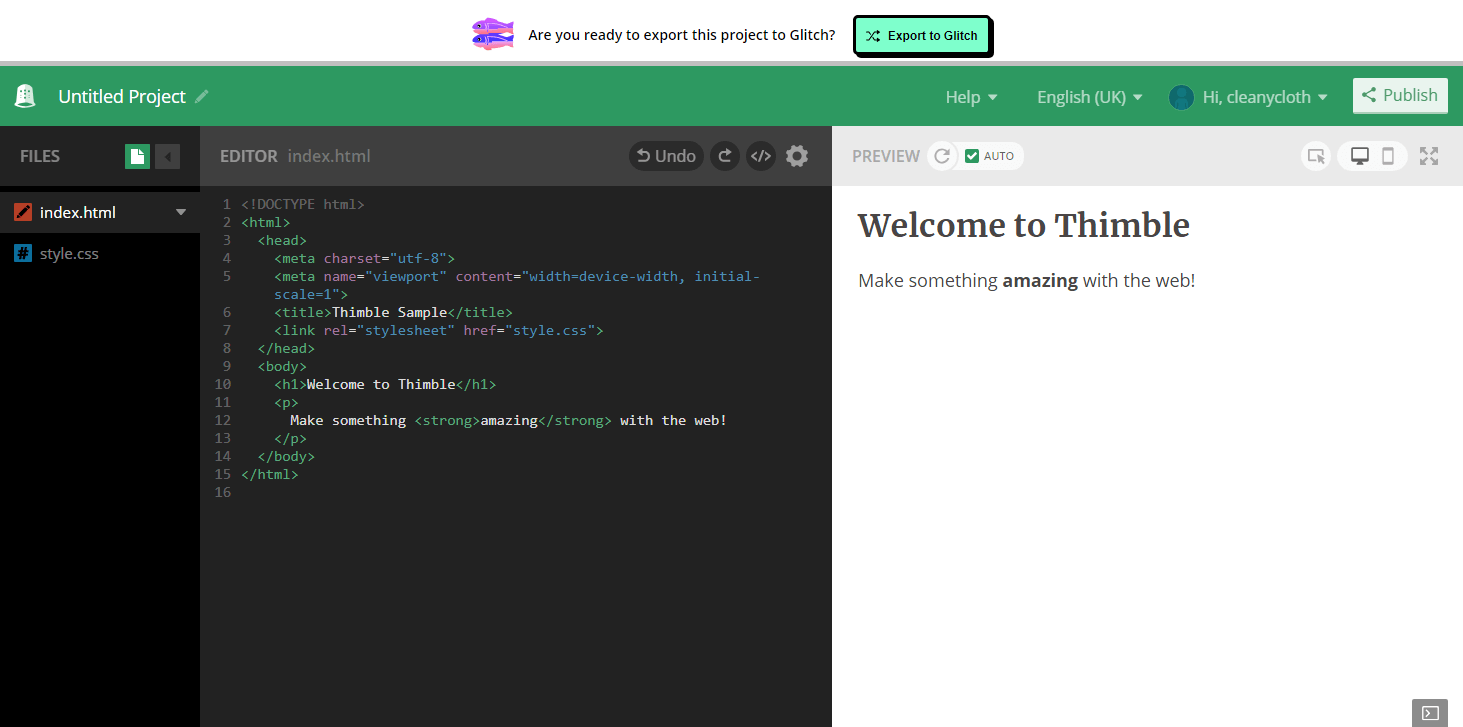 Are you ready to export this project to Glitch? Export to Glitch
Untitled Project Help English (UK) Hi, cleanycloth Publish
FILES EDITOR index.html Undo </> PREVIEW AUTO
index.html
# style.css
1 <!DOCTYPE html>
2 <html>
3 <head>
4 <meta charset="utf-8">
5 <meta name="viewport" content="width=device-width, initial-
scale=1">
6 <title>Thimble Sample</title>
7 <link rel="stylesheet" href="style.css">
8 </head>
9 <body>
10 <h1>Welcome to Thimble</h1>
11 <p>
12 Make something <strong>amazing</strong> with the web!
13 </p>
14 </body>
15 </html>
16
Welcome to Thimble
Make something amazing with the web!